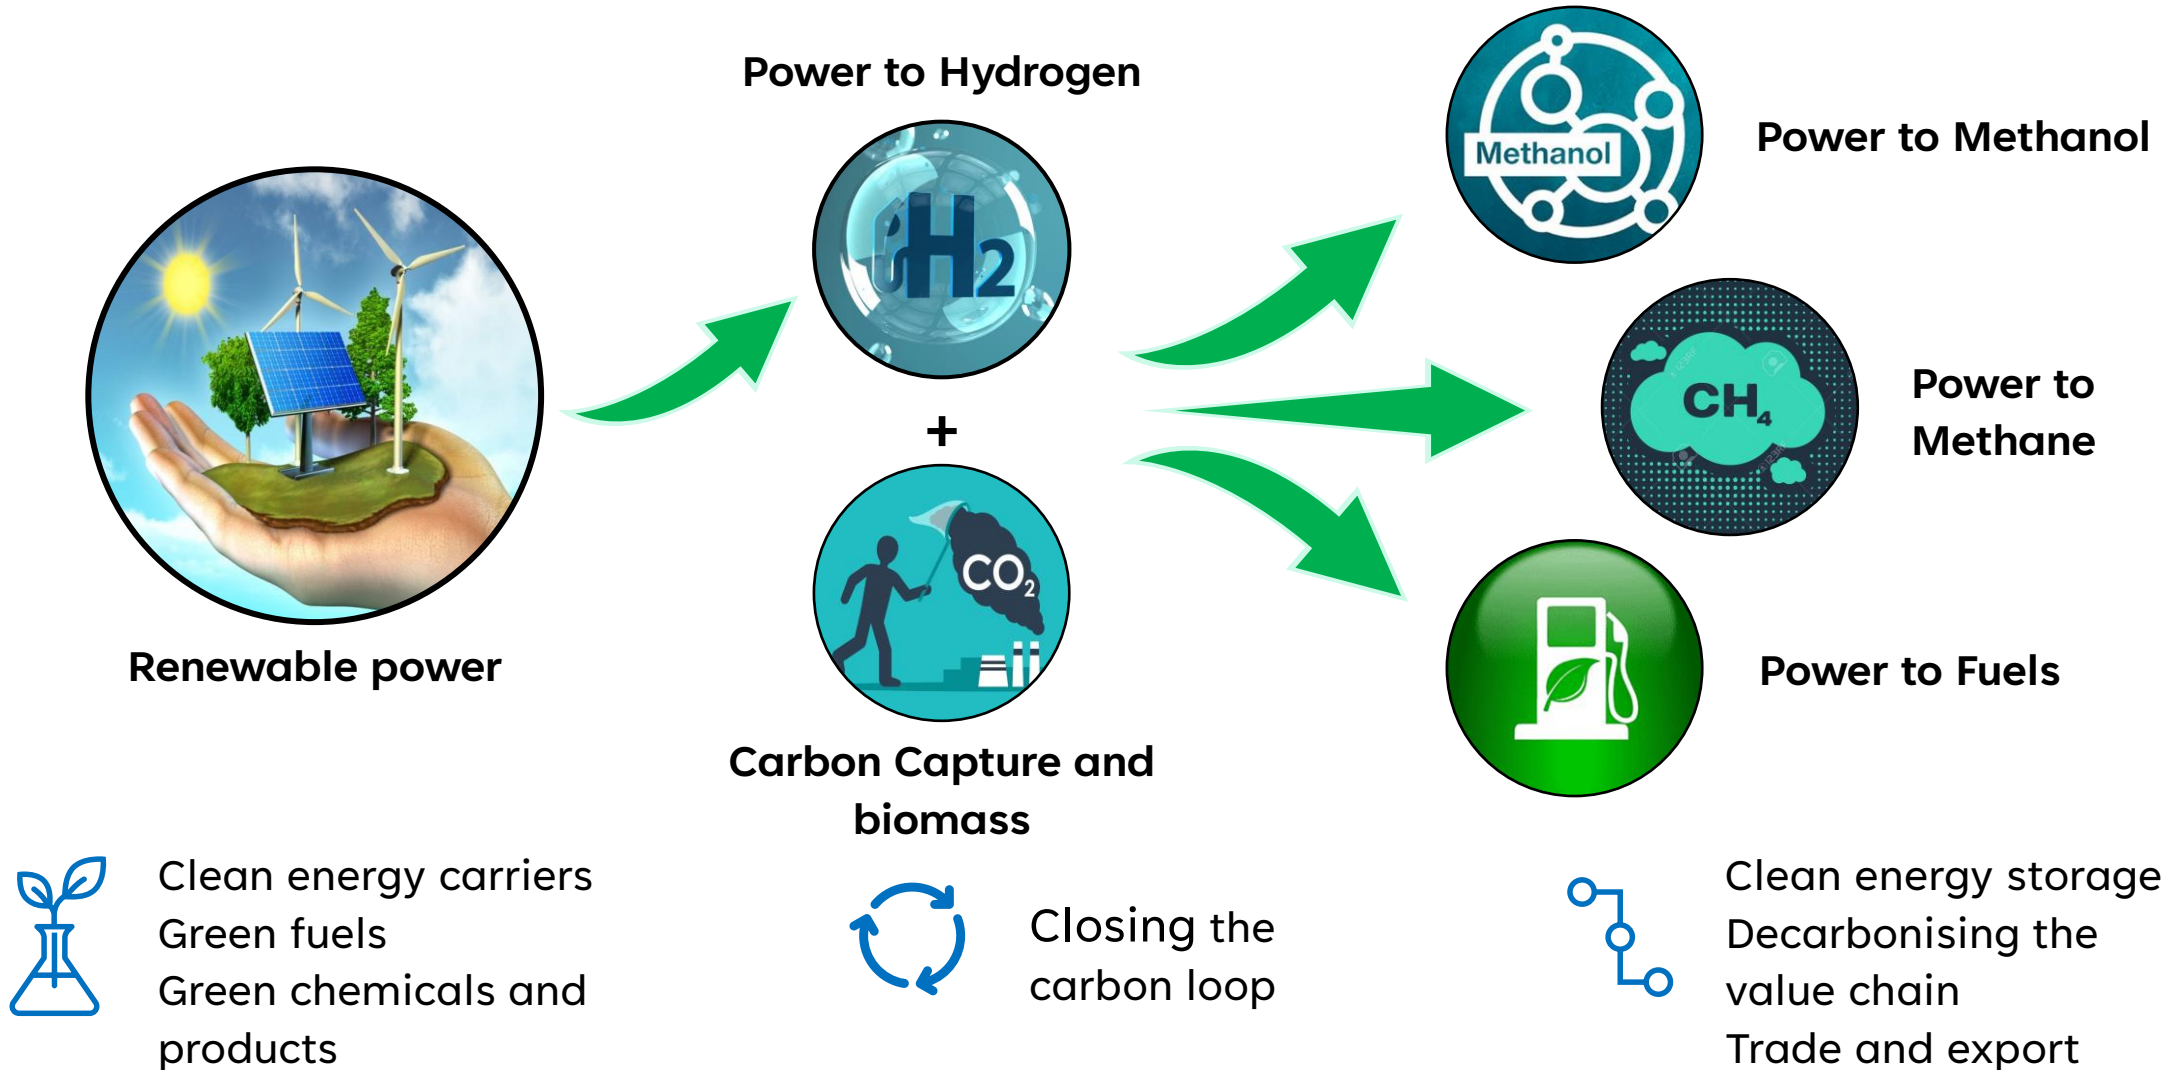 Power to Hydrogen
H2
+
CO2
Carbon Capture and
biomass
Renewable power
Methanol
Power to Methanol
CH4
Power to
Methane
Power to Fuels
Clean energy carriers
Green fuels
Green chemicals and
products
Closing the
carbon loop
Clean energy storage
Decarbonising the
value chain
Trade and export